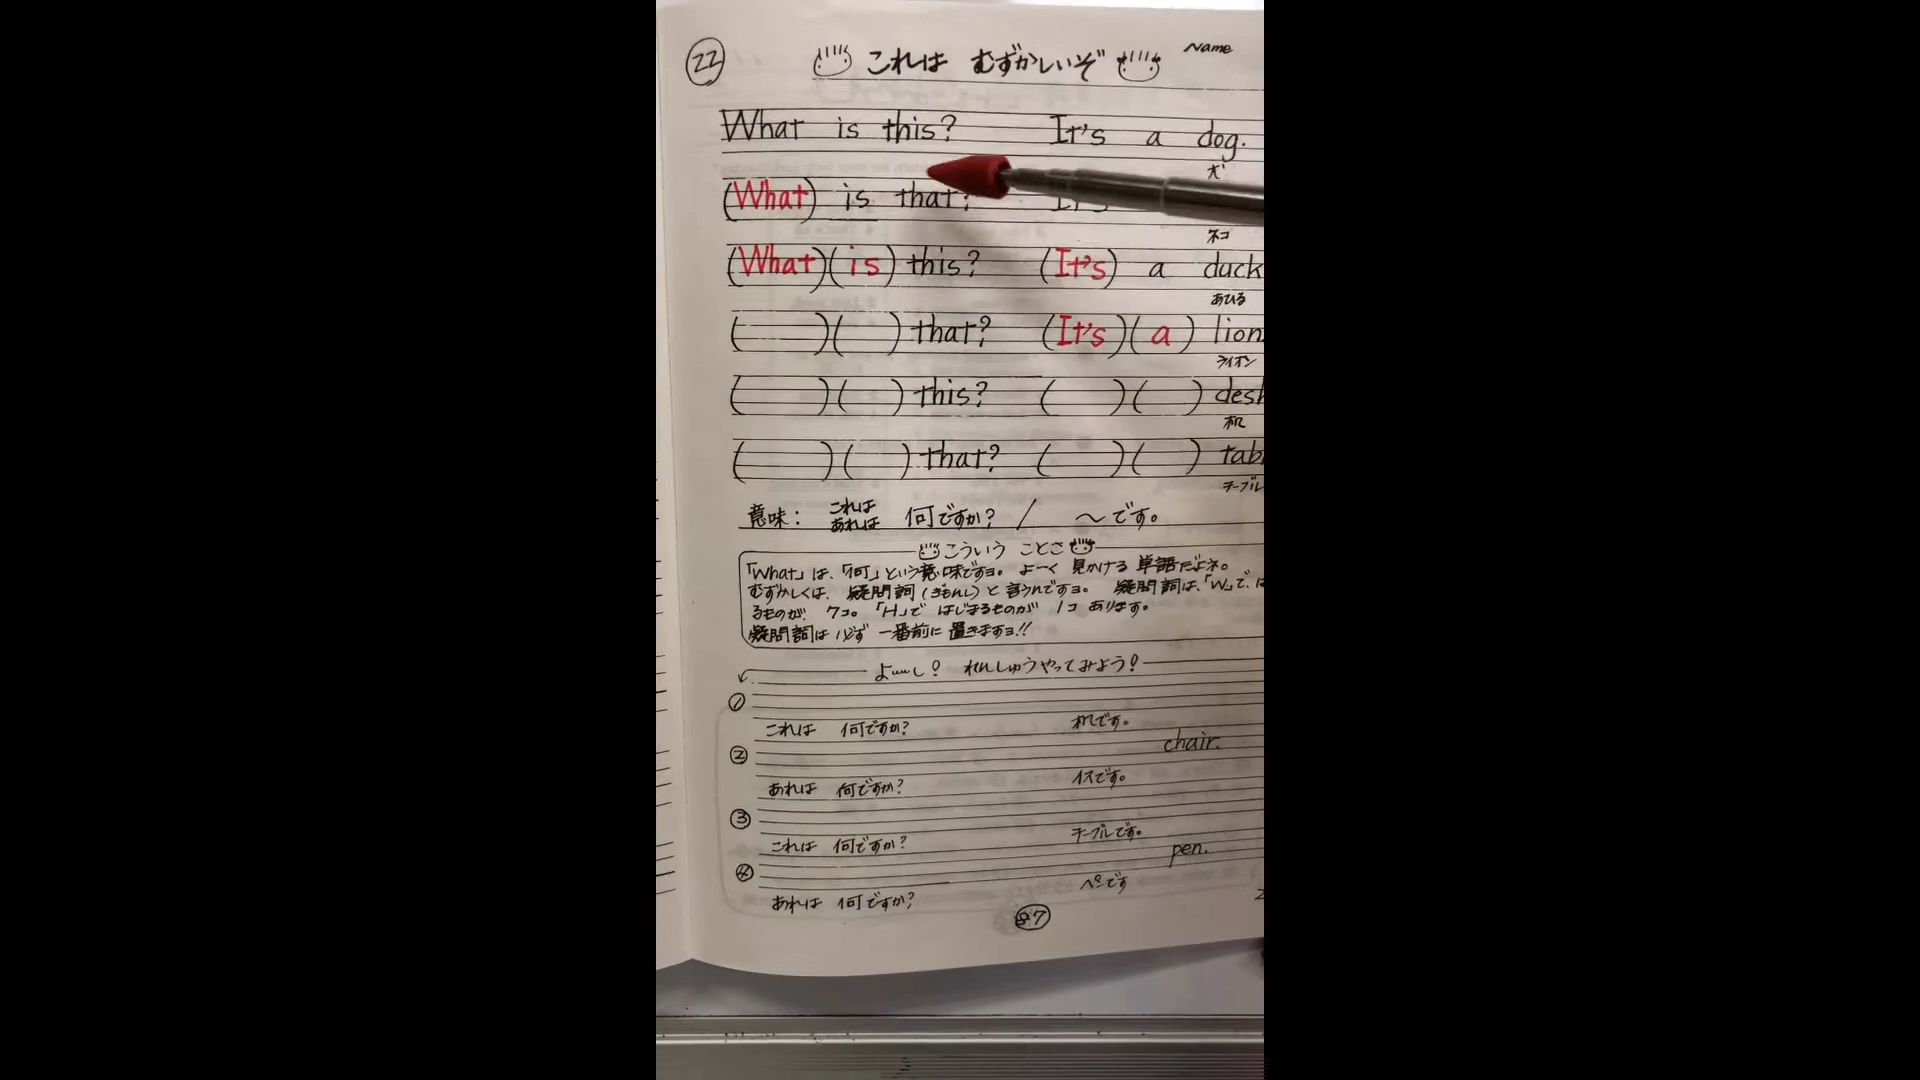 22 これは むずかしいぞ Name
What is this? It's a dog.
犬
(What) is that? It's
ネコ
(What)(is) this? (It's) a duck
あひる
( )( ) that? (It's)(a) lion
ライオン
( )( ) this? ( )( ) desk
机
( )( ) that? ( )( ) tab
テーブル
意味: これは あれは 何ですか? / 〜です。
こういう ことさ
「What」は、「何」という意味ですヨ。よーく 見かける 単語だよネ。
むずかしくは、疑問詞(ぎもんし)と言うんですヨ。 疑問詞は、「W」で、は
るものが 7コ。「H」で はじまるものが 1コ あります。
疑問詞は 必ず 一番前に 置きますヨ!!
よーし! れんしゅうやってみよう!
①
これは 何ですか? 机です。
② chair.
あれは 何ですか? イスです。
③
これは 何ですか? テーブルです。
④ pen.
あれは 何ですか? ペンです